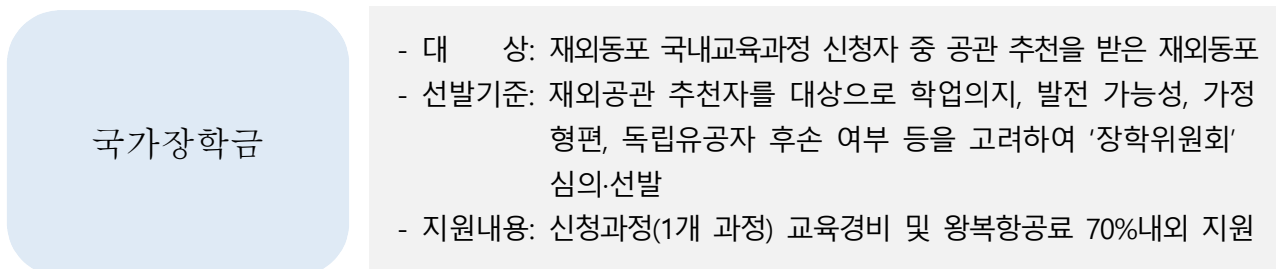 국가장학금
- 대 상: 재외동포 국내교육과정 신청자 중 공관 추천을 받은 재외동포
- 선발기준: 재외공관 추천자를 대상으로 학업의지, 발전 가능성, 가정
형편, 독립유공자 후손 여부 등을 고려하여 '장학위원회'
심의·선발
- 지원내용: 신청과정(1개 과정) 교육경비 및 왕복항공료 70%내외 지원